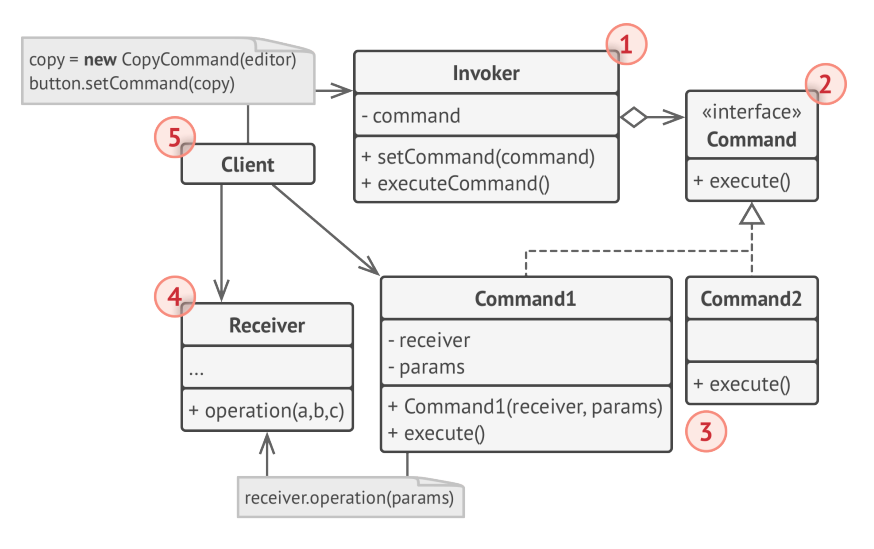 copy = new CopyCommand(editor)
button.setCommand(copy)
1
Invoker
- command
+ setCommand(command)
+ executeCommand()
2
«interface»
Command
+ execute()
5
Client
4
Receiver
...
+ operation(a,b,c)
Command1
- receiver
- params
+ Command1(receiver, params)
+ execute()
Command2
+ execute()
3
receiver.operation(params)